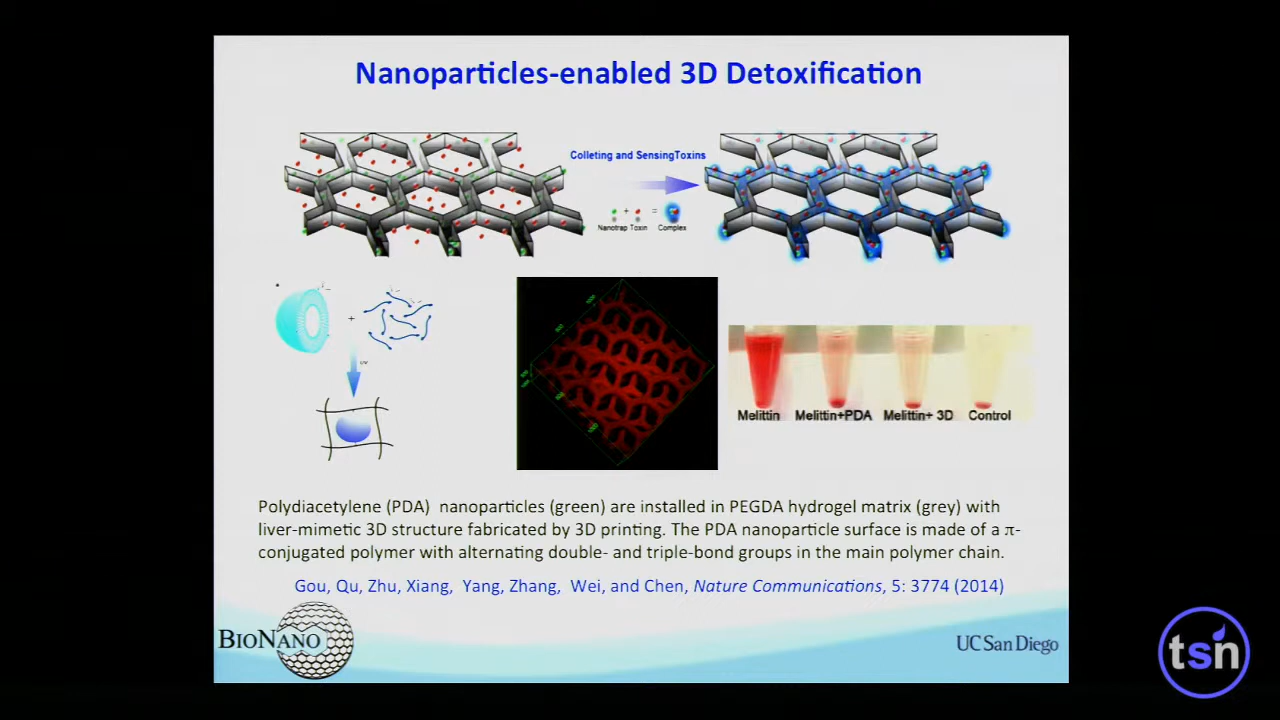 Nanoparticles-enabled 3D Detoxification
Colleting and SensingToxins
+ =
Nanotrap Toxin Complex
+
Melittin Melittin+PDA Melittin+ 3D Control
Polydiacetylene (PDA) nanoparticles (green) are installed in PEGDA hydrogel matrix (grey) with
liver-mimetic 3D structure fabricated by 3D printing. The PDA nanoparticle surface is made of a π-
conjugated polymer with alternating double- and triple-bond groups in the main polymer chain.
Gou, Qu, Zhu, Xiang, Yang, Zhang, Wei, and Chen, Nature Communications, 5: 3774 (2014)
BIONANO
UC San Diego
tsn